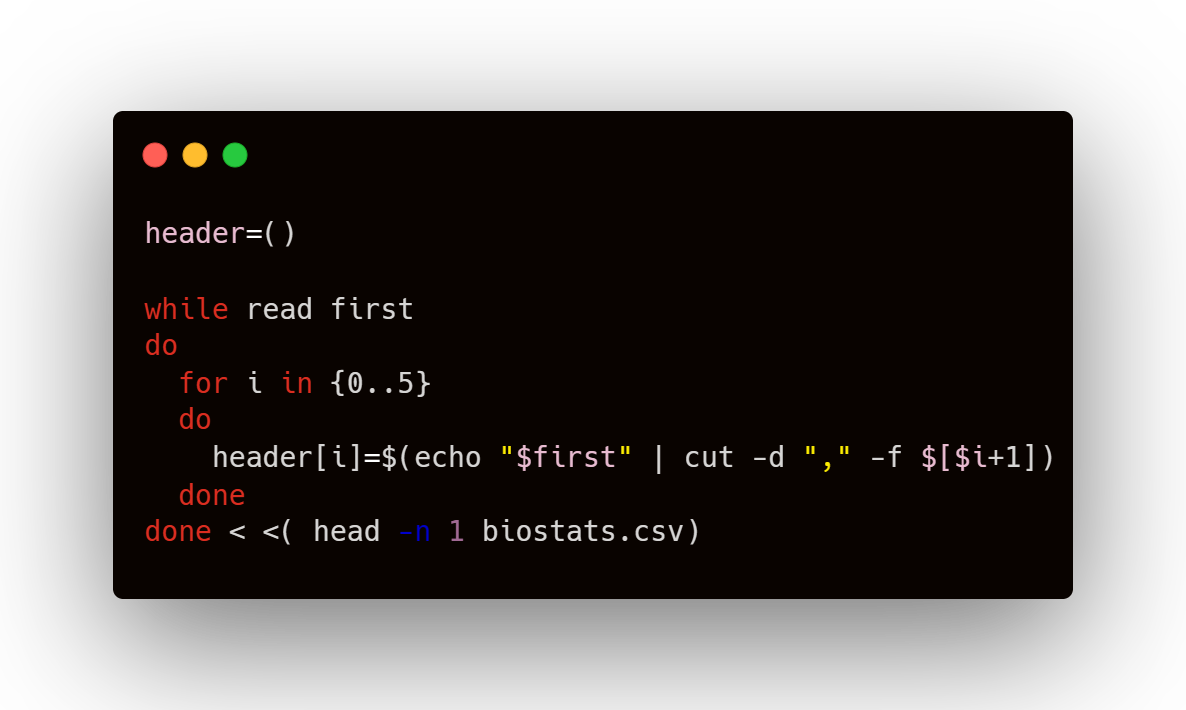 header=()
while read first
do
  for i in {0..5}
  do
    header[i]=$(echo "$first" | cut -d "," -f $[$i+1])
  done
done < <( head -n 1 biostats.csv)